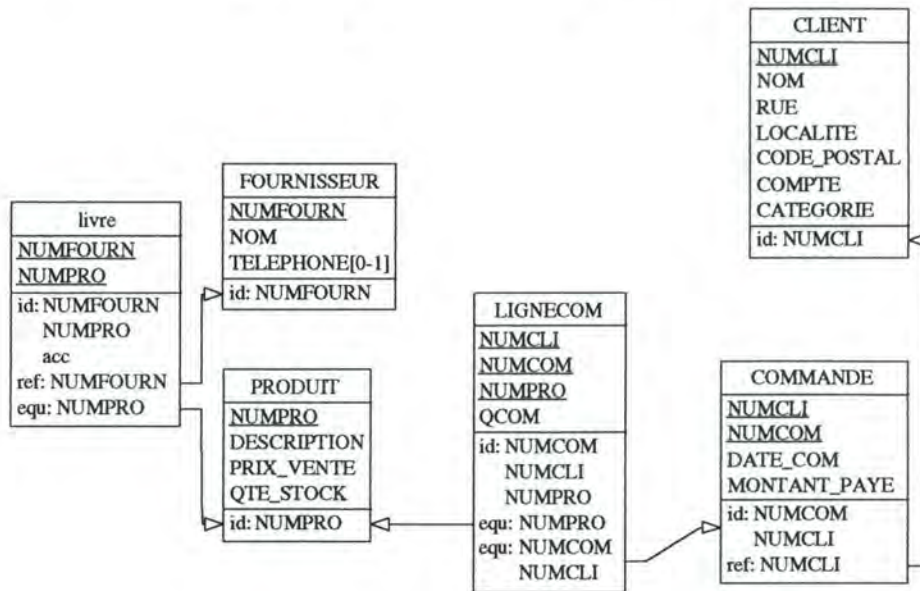 CLIENT
NUMCLI
NOM
RUE
LOCALITE
CODE_POSTAL
COMPTE
CATEGORIE
id: NUMCLI
FOURNISSEUR
NUMFOURN
NOM
TELEPHONE[0-1]
id: NUMFOURN
livre
NUMFOURN
NUMPRO
id: NUMFOURN
NUMPRO
acc
ref: NUMFOURN
equ: NUMPRO
PRODUIT
NUMPRO
DESCRIPTION
PRIX_VENTE
QTE_STOCK
id: NUMPRO
LIGNECOM
NUMCLI
NUMCOM
NUMPRO
QCOM
id: NUMCOM
NUMCLI
NUMPRO
equ: NUMPRO
equ: NUMCOM
NUMCLI
COMMANDE
NUMCLI
NUMCOM
DATE_COM
MONTANT_PAYE
id: NUMCOM
NUMCLI
ref: NUMCLI